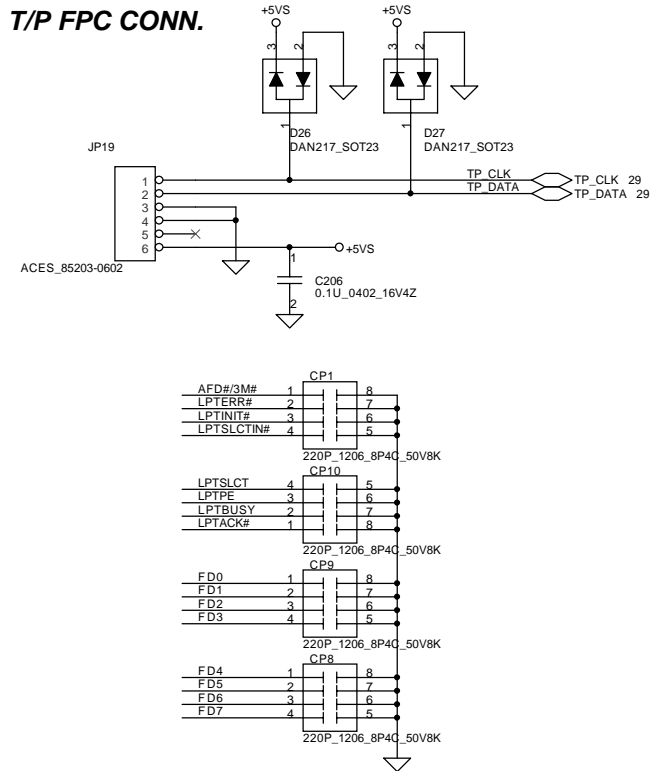 T/P FPC CONN.
+5VS +5VS
3 2 3 2
1 1
D26 D27
DAN217_SOT23 DAN217_SOT23
JP19
1 TP_CLK TP_CLK 29
2 TP_DATA TP_DATA 29
3
4
5
6 +5VS
ACES_85203-0602
1
C206
0.1U_0402_16V4Z
2
CP1
AFD#/3M# 1 8
LPTERR# 2 7
LPTINIT# 3 6
LPTSLCTIN# 4 5
220P_1206_8P4C_50V8K
CP10
LPTSLCT 4 5
LPTPE 3 6
LPTBUSY 2 7
LPTACK# 1 8
220P_1206_8P4C_50V8K
CP9
FD0 1 8
FD1 2 7
FD2 3 6
FD3 4 5
220P_1206_8P4C_50V8K
CP8
FD4 1 8
FD5 2 7
FD6 3 6
FD7 4 5
220P_1206_8P4C_50V8K